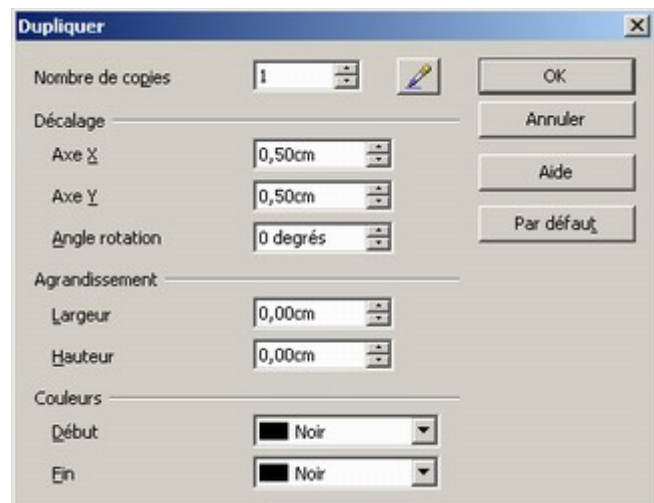 Dupliquer
Nombre de copies 1 OK
Décalage Annuler
Axe X 0,50cm Aide
Axe Y 0,50cm Par défaut
Angle rotation 0 degrés
Agrandissement
Largeur 0,00cm
Hauteur 0,00cm
Couleurs
Début Noir
Fin Noir